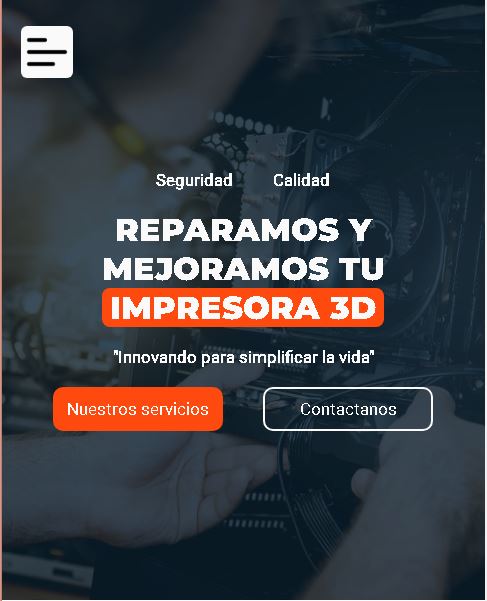 Seguridad Calidad
REPARAMOS Y
MEJORAMOS TU
IMPRESORA 3D
"Innovando para simplificar la vida"
Nuestros servicios Contactanos